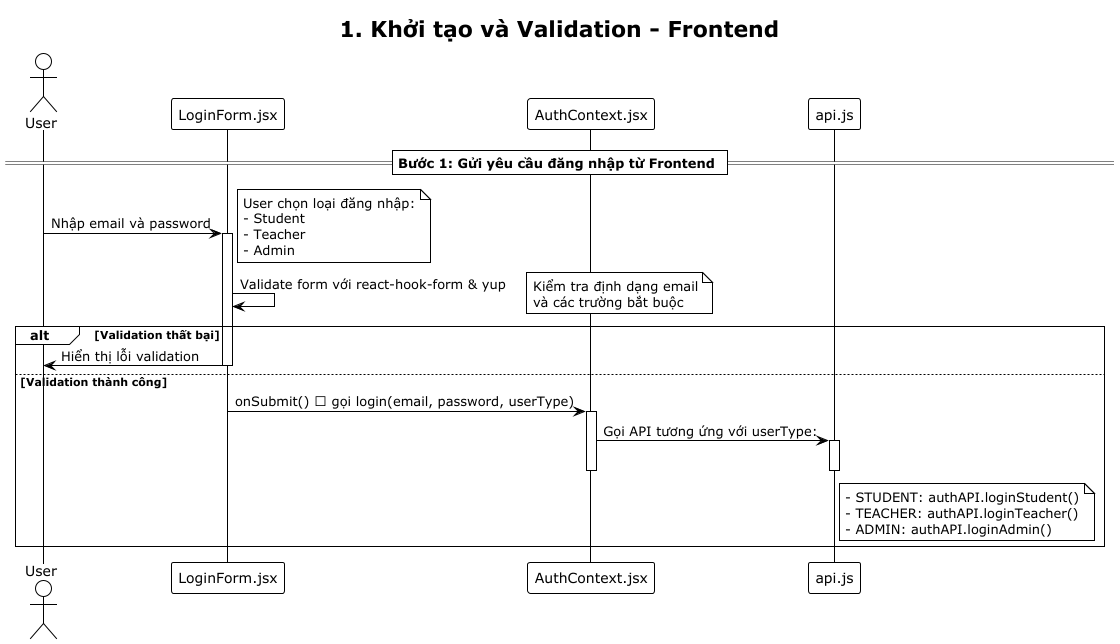 1. Khởi tạo và Validation - Frontend
User
LoginForm.jsx
AuthContext.jsx
api.js
Bước 1: Gửi yêu cầu đăng nhập từ Frontend
User chọn loại đăng nhập:
- Student
- Teacher
- Admin
Nhập email và password
Validate form với react-hook-form & yup
Kiểm tra định dạng email
và các trường bắt buộc
alt
[Validation thất bại]
Hiển thị lỗi validation
[Validation thành công]
onSubmit() □ gọi login(email, password, userType)
Gọi API tương ứng với userType:
- STUDENT: authAPI.loginStudent()
- TEACHER: authAPI.loginTeacher()
- ADMIN: authAPI.loginAdmin()
User
LoginForm.jsx
AuthContext.jsx
api.js